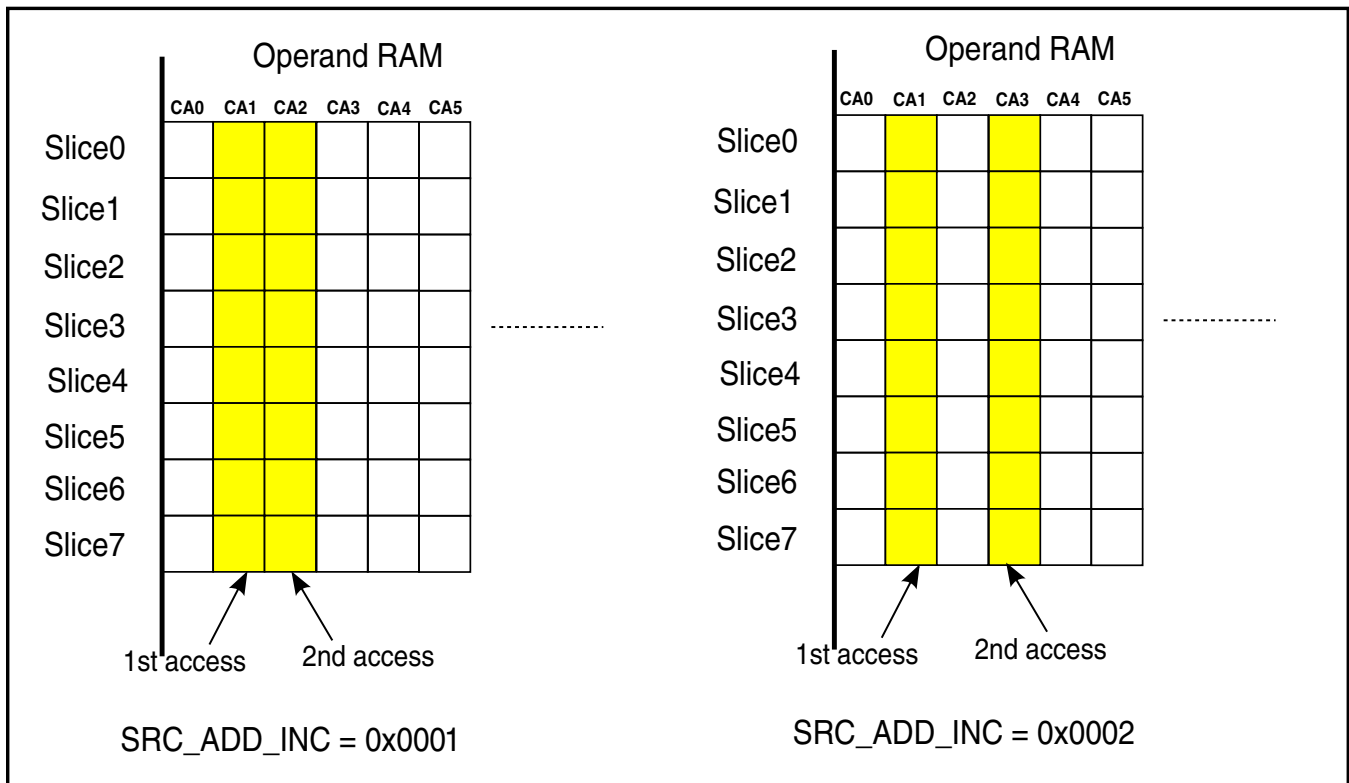 Operand RAM
CA0 CA1 CA2 CA3 CA4 CA5
Slice0
Slice1
Slice2
Slice3
Slice4
Slice5
Slice6
Slice7
1st access
2nd access
SRC_ADD_INC = 0x0001
Operand RAM
CA0 CA1 CA2 CA3 CA4 CA5
Slice0
Slice1
Slice2
Slice3
Slice4
Slice5
Slice6
Slice7
1st access
2nd access
SRC_ADD_INC = 0x0002